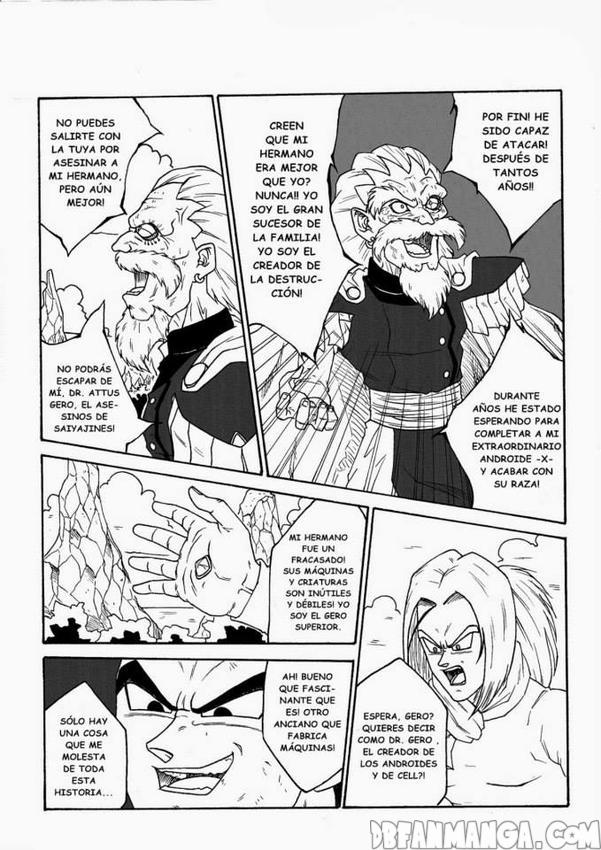 NO PUEDES
SALIRTE CON
LA TUYA POR
ASESINAR A
MI HERMANO,
PERO AÚN
MEJOR!
NO PODRÁS
ESCAPAR DE
MÍ, DR. ATTUS
GERO, EL ASE-
SINOS DE
SAIYAJINES!
CREEN
QUE MI
HERMANO
ERA MEJOR
QUE YO?
NUNCA!! YO
SOY EL GRAN
SUCESOR DE
LA FAMILIA!
YO SOY EL
CREADOR DE
LA DESTRUC-
CIÓN!
POR FIN! HE
SIDO CAPAZ
DE ATACAR!
DESPUÉS DE
TANTOS
AÑOS!!
DURANTE
AÑOS HE ESTADO
ESPERANDO PARA
COMPLETAR A MI
EXTRAORDINARIO
ANDROIDE -X-
Y ACABAR CON
SU RAZA!
MI HERMANO
FUE UN
FRACASADO!
SUS MÁQUINAS
Y CRIATURAS
SON INÚTILES
Y DÉBILES! YO
SOY EL GERO
SUPERIOR.
ESPERA, GERO?
QUIERES DECIR
COMO DR. GERO ,
EL CREADOR DE
LOS ANDROIDES
Y DE CELL?!
AH! BUENO
QUE FASCI-
NANTE QUE
ES! OTRO
ANCIANO
QUE FABRICA
MÁQUINAS!
SÓLO HAY
UNA COSA
QUE ME
MOLESTA
DE TODA
ESTA
HISTORIA...
DBFANMANGA.COM